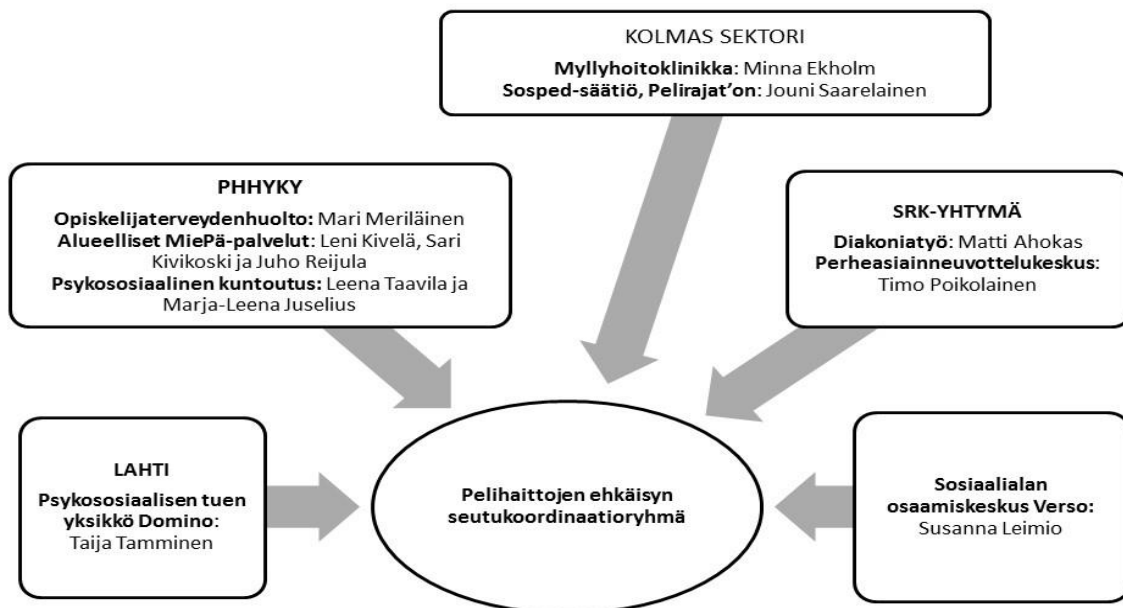 KOLMAS SEKTORI
Myllyhoitoklinikka: Minna Ekholm
Sosped-säätiö, Pelirajat’on: Jouni Saarelainen
PHHYKY
Opiskelijaterveydenhuolto: Mari Meriläinen
Alueelliset MiePä-palvelut: Leni Kivelä, Sari
Kivikoski ja Juho Reijula
Psykososiaalinen kuntoutus: Leena Taavila ja
Marja-Leena Juselius
SRK-YHTYMÄ
Diakoniatyö: Matti Ahokas
Perheasiainneuvottelukeskus:
Timo Poikolainen
LAHTI
Psykososiaalisen tuen
yksikkö Domino:
Taija Tamminen
Pelihaittojen ehkäisyn
seutukoordinaatioryhmä
Sosiaalialan
osaamiskeskus Verso:
Susanna Leimio